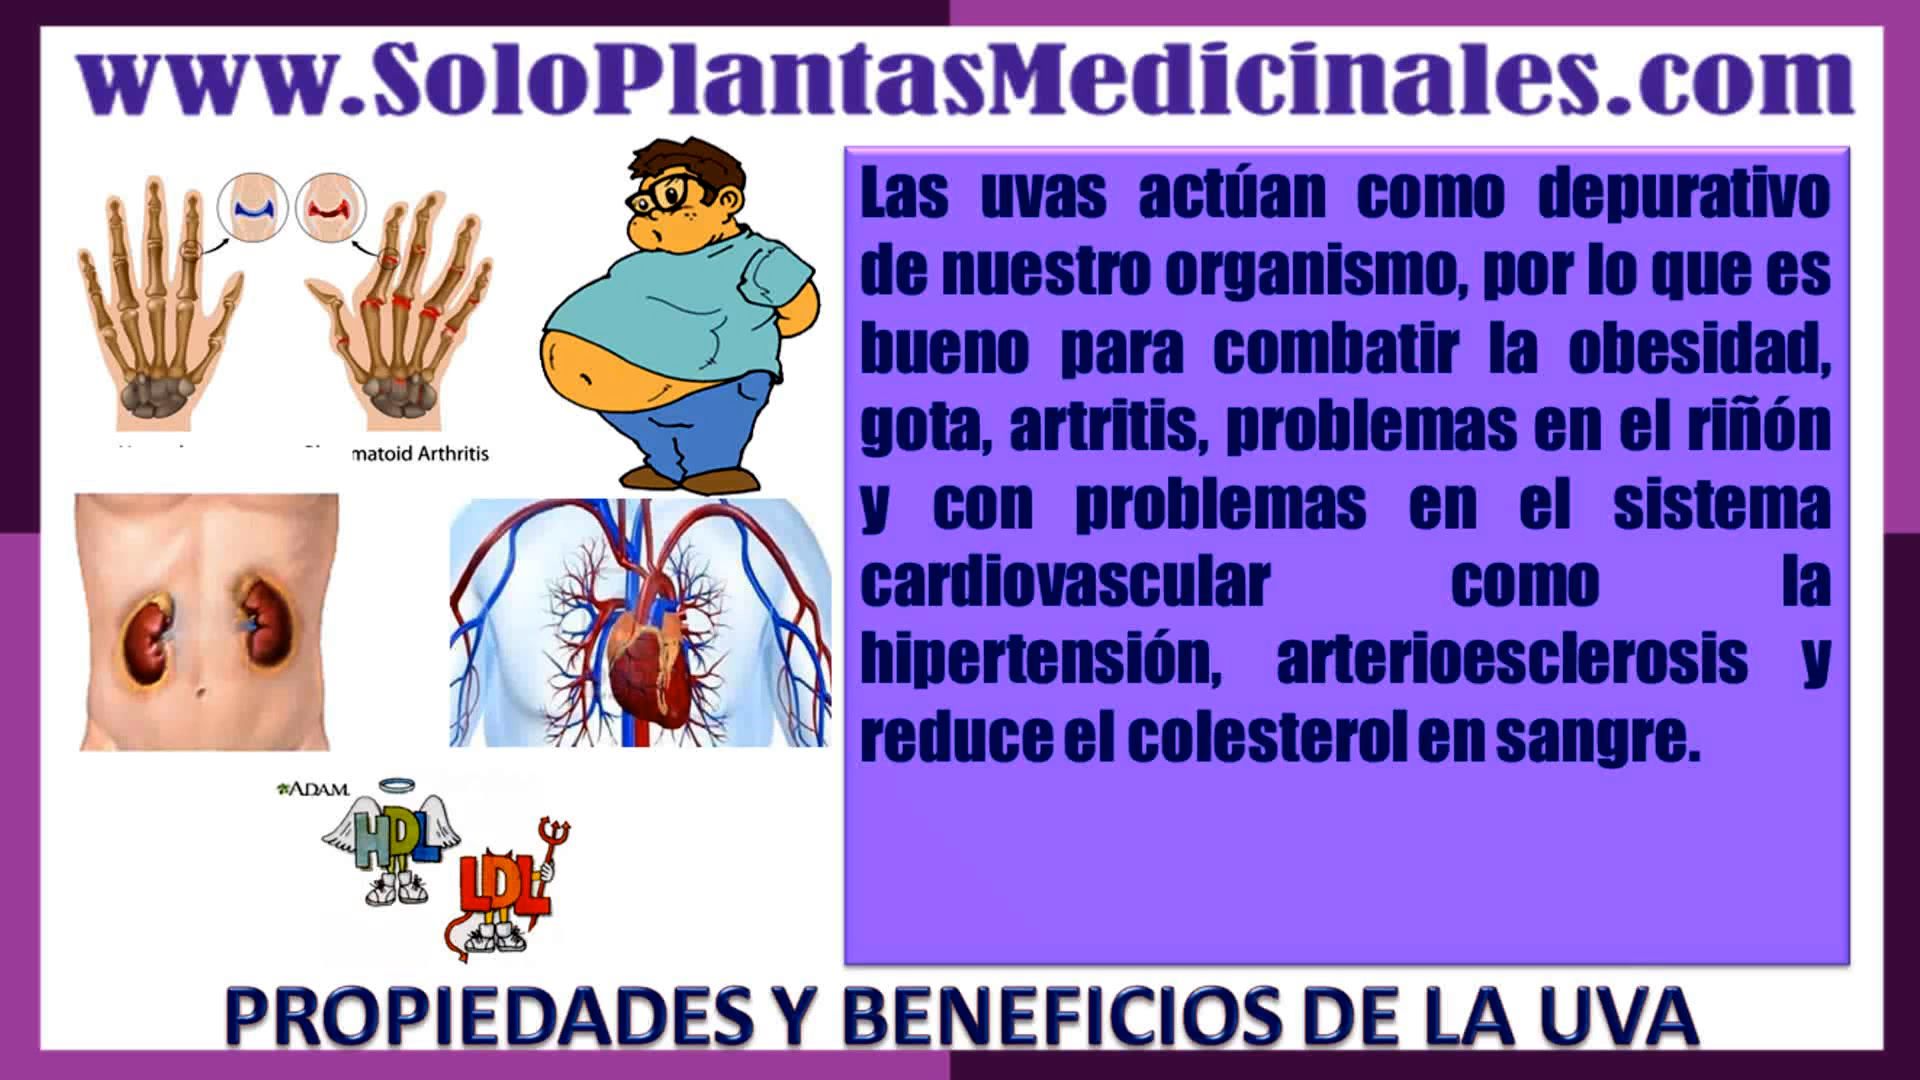 www.SoloPlantasMedicinales.com
Las uvas actúan como depurativo
de nuestro organismo, por lo que es
bueno para combatir la obesidad,
gota, artritis, problemas en el riñón
y con problemas en el sistema
cardiovascular como la
hipertensión, arterioesclerosis y
reduce el colesterol en sangre.
matoid Arthritis
ADAM.
HDL
LDL
PROPIEDADES Y BENEFICIOS DE LA UVA